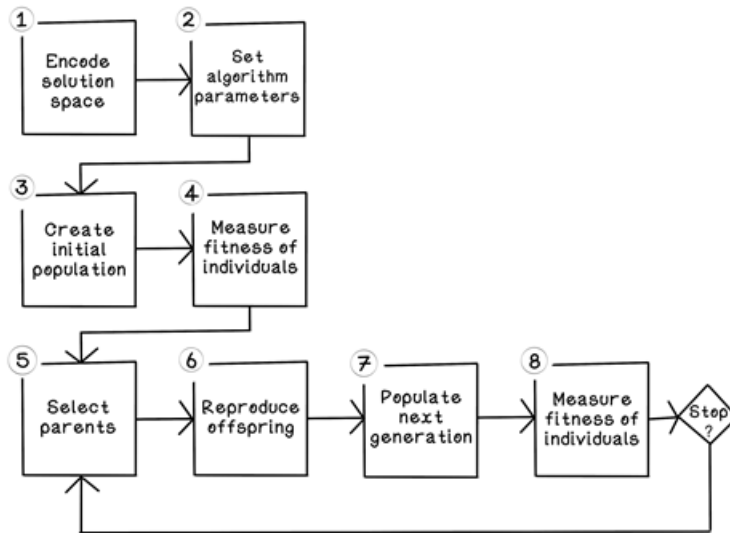 1
Encode
solution
space
2
Set
algorithm
parameters
3
Create
initial
population
4
Measure
fitness of
individuals
5
Select
parents
6
Reproduce
offspring
7
Populate
next
generation
8
Measure
fitness of
individuals
Stop
?